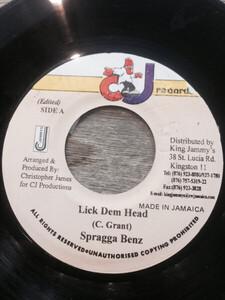 CJ
record.
(Edited)
SIDE A
Arranged &
Produced By:
Christopher James
for CJ Productions
Distributed by
King Jammy's
38 St. Lucia Rd.
Kingston 11
Lick Dem Head
(C. Grant)
Spragga Benz
MADE IN JAMAICA
ALL RIGHTS RESERVED • UNAUTHORISED COPYING PROHIBITED